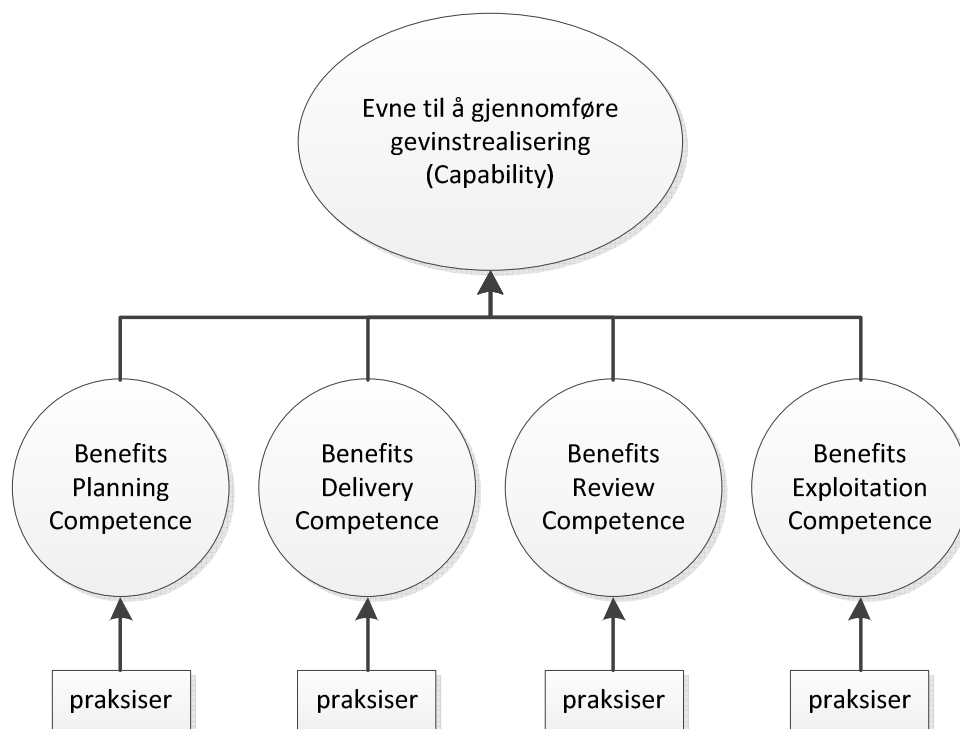 Evne til å gjennomføre
gevinstrealisering
(Capability)
Benefits
Planning
Competence
Benefits
Delivery
Competence
Benefits
Review
Competence
Benefits
Exploitation
Competence
praksiser
praksiser
praksiser
praksiser